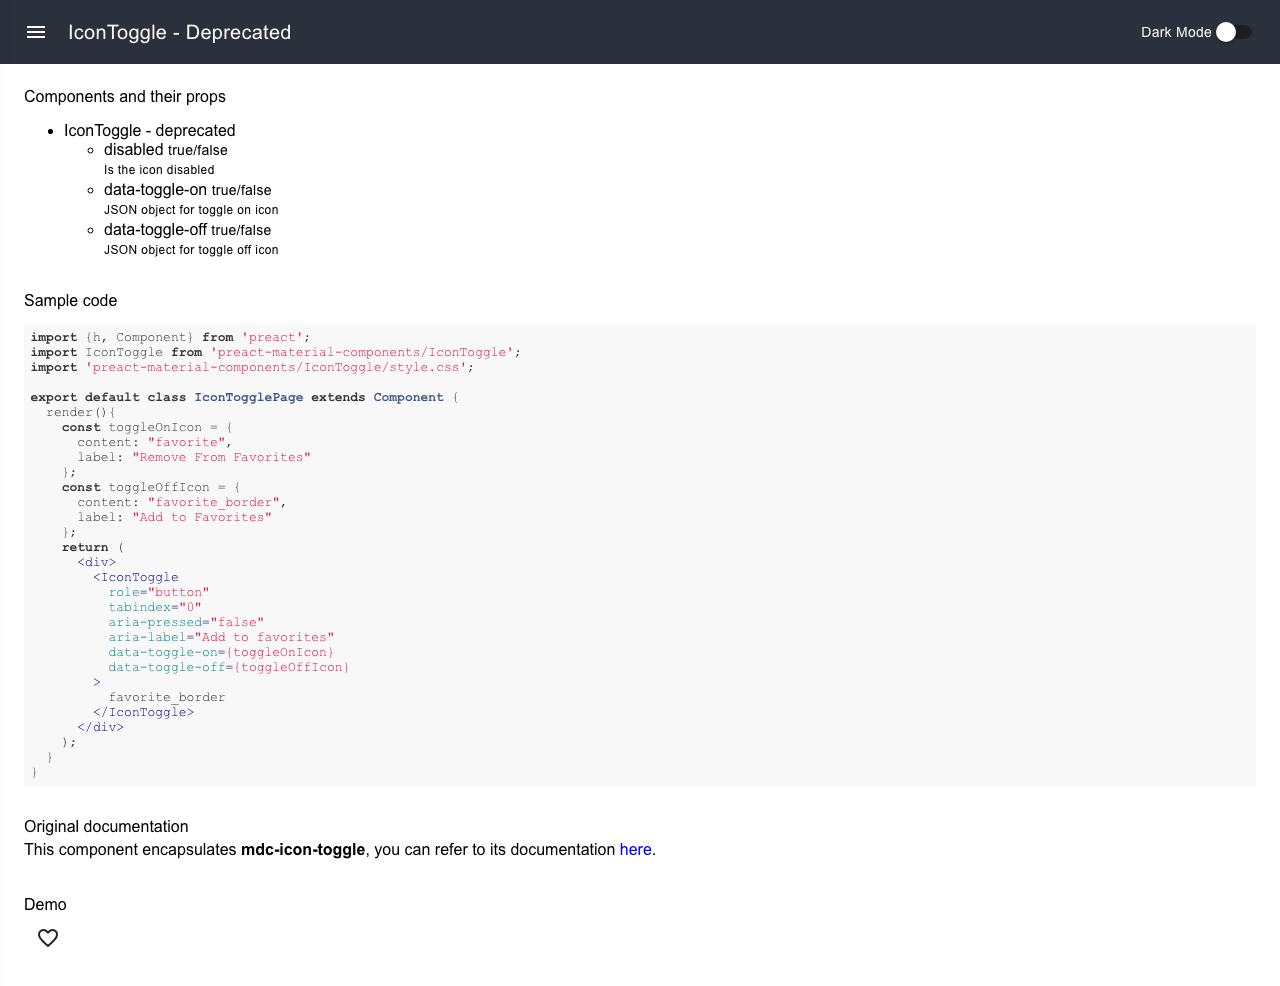 IconToggle - Deprecated
Dark Mode
Components and their props
IconToggle - deprecated
disabled true/false
Is the icon disabled
data-toggle-on true/false
JSON object for toggle on icon
data-toggle-off true/false
JSON object for toggle off icon
Sample code
import {h, Component} from 'preact';
import IconToggle from 'preact-material-components/IconToggle';
import 'preact-material-components/IconToggle/style.css';
export default class IconTogglePage extends Component {
render(){
const toggleOnIcon = {
content: "favorite",
label: "Remove From Favorites"
};
const toggleOffIcon = {
content: "favorite_border",
label: "Add to Favorites"
};
return (
<div>
<IconToggle
role="button"
tabindex="0"
aria-pressed="false"
aria-label="Add to favorites"
data-toggle-on={toggleOnIcon}
data-toggle-off={toggleOffIcon}
>
favorite_border
</IconToggle>
</div>
);
}
}
Original documentation
This component encapsulates mdc-icon-toggle, you can refer to its documentation here.
Demo